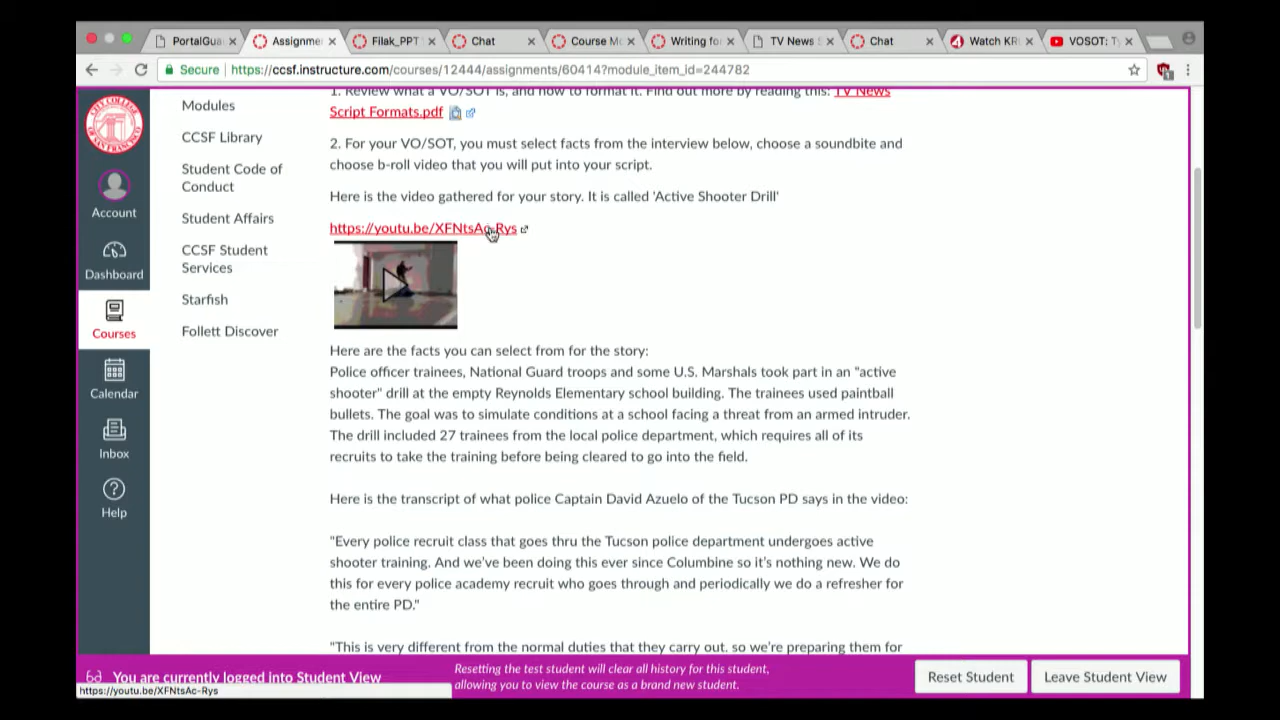 PortalGua
Assignme
Filak_PPT
Chat
Course Mo
Writing fo
TV News S
Chat
Watch KR
VOSOT: Ty
Secure
https://ccsf.instructure.com/courses/12444/assignments/60414?module_item_id=244782
CITY COLLEGE
OF SAN FRANCISCO
Account
Dashboard
Courses
Calendar
Inbox
Help
Modules
CCSF Library
Student Code of
Conduct
Student Affairs
CCSF Student
Services
Starfish
Follett Discover
1. Review what a VO/SOT is, and how to format it. Find out more by reading this: TV News
Script Formats.pdf
2. For your VO/SOT, you must select facts from the interview below, choose a soundbite and
choose b-roll video that you will put into your script.
Here is the video gathered for your story. It is called 'Active Shooter Drill'
https://youtu.be/XFNtsAc-Rys
Here are the facts you can select from for the story:
Police officer trainees, National Guard troops and some U.S. Marshals took part in an "active
shooter" drill at the empty Reynolds Elementary school building. The trainees used paintball
bullets. The goal was to simulate conditions at a school facing a threat from an armed intruder.
The drill included 27 trainees from the local police department, which requires all of its
recruits to take the training before being cleared to go into the field.
Here is the transcript of what police Captain David Azuelo of the Tucson PD says in the video:
"Every police recruit class that goes thru the Tucson police department undergoes active
shooter training. And we've been doing this ever since Columbine so it's nothing new. We do
this for every police academy recruit who goes through and periodically we do a refresher for
the entire PD."
"This is very different from the normal duties that they carry out. so we're preparing them for
You are currently logged into Student View
Resetting the test student will clear all history for this student,
allowing you to view the course as a brand new student.
Reset Student
Leave Student View
https://youtu.be/XFNtsAc-Rys